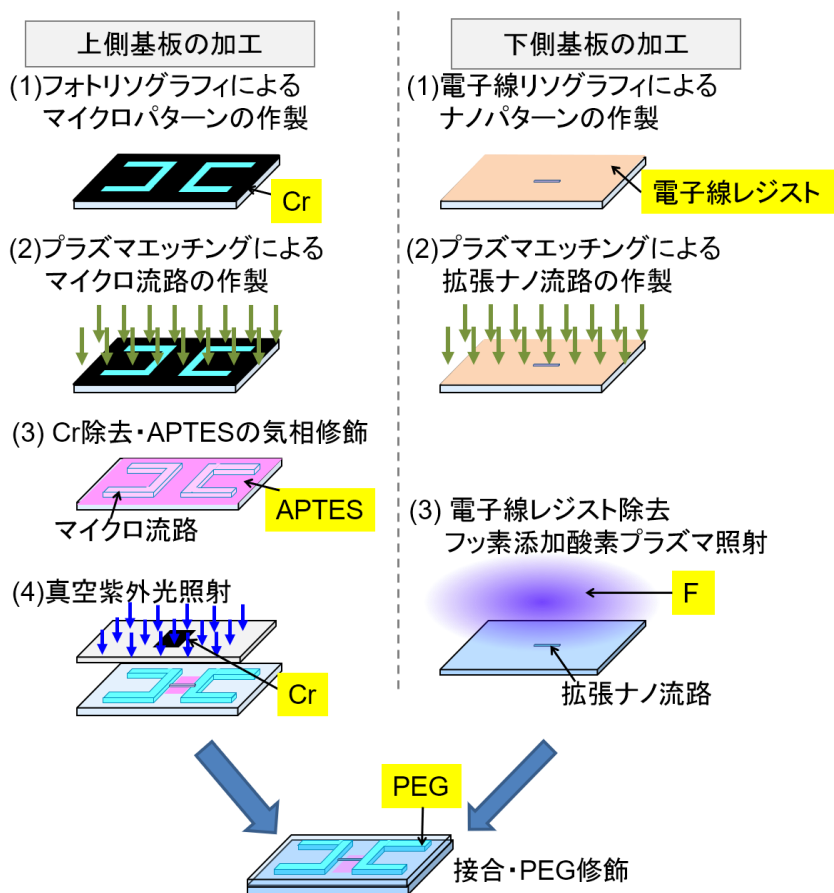 上側基板の加工
(1)フォトリソグラフィによる
マイクロパターンの作製
Cr
(2)プラズマエッチングによる
マイクロ流路の作製
(3) Cr除去・APTESの気相修飾
APTES
マイクロ流路
(4)真空紫外光照射
Cr
下側基板の加工
(1)電子線リソグラフィによる
ナノパターンの作製
電子線レジスト
(2)プラズマエッチングによる
拡張ナノ流路の作製
(3) 電子線レジスト除去
フッ素添加酸素プラズマ照射
F
拡張ナノ流路
PEG
接合・PEG修飾